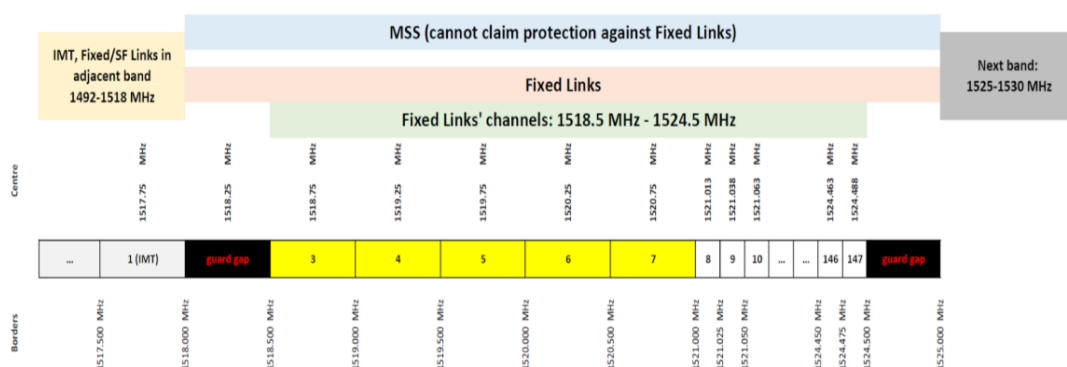 MSS (cannot claim protection against Fixed Links)
IMT, Fixed/SF Links in
adjacent band
1492-1518 MHz
Next band:
1525-1530 MHz
Fixed Links
Fixed Links' channels: 1518.5 MHz - 1524.5 MHz
Centre
1517.75 MHz
1518.25 MHz
1518.75 MHz
1519.25 MHz
1519.75 MHz
1520.25 MHz
1520.75 MHz
1521.013 MHz
1521.038 MHz
1521.063 MHz
1524.463 MHz
1524.488 MHz
... 1 (IMT) guard gap 3 4 5 6 7 8 9 10 ... ... 146 147 guard gap
Borders
1517.500 MHz
1518.000 MHz
1518.500 MHz
1519.000 MHz
1519.500 MHz
1520.000 MHz
1520.500 MHz
1521.000 MHz
1521.025 MHz
1521.050 MHz
1524.450 MHz
1524.475 MHz
1524.500 MHz
1525.000 MHz